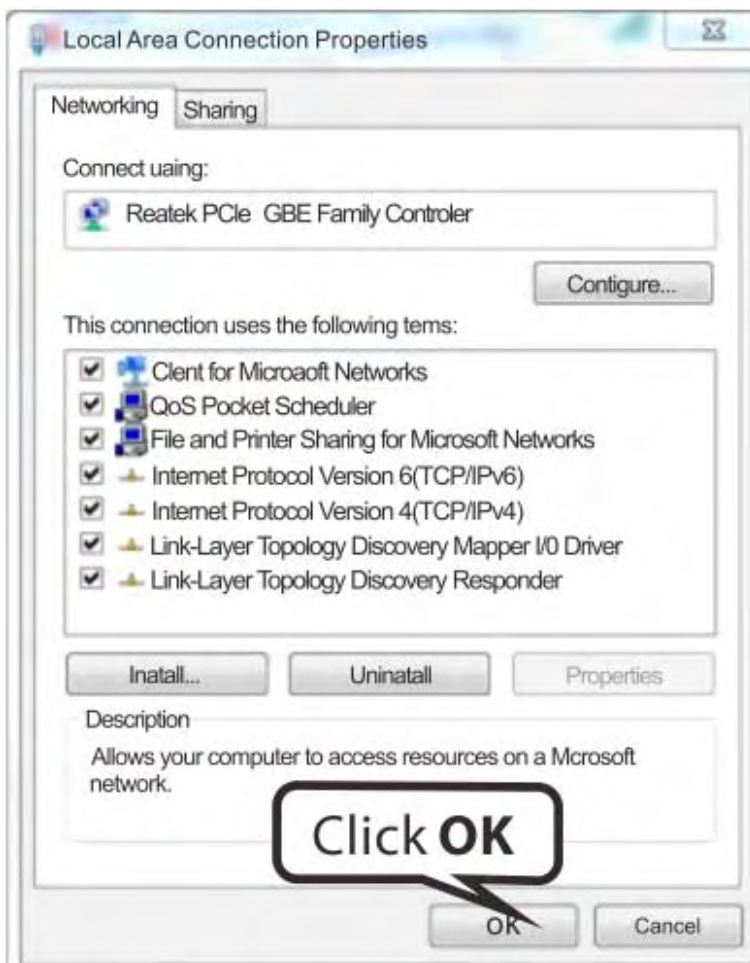 Local Area Connection Properties
Networking
Sharing
Connect uaing:
Reatek PCIe GBE Family Controler
Contigure...
This connection uses the following tems:
Clent for Microaoft Networks
QoS Pocket Scheduler
File and Printer Sharing for Microsoft Networks
Internet Protocol Version 6(TCP/IPv6)
Internet Protocol Version 4(TCP/IPv4)
Link-Layer Topology Discovery Mapper I/0 Driver
Link-Layer Topology Discovery Responder
Inatall...
Uninatall
Properties
Description
Allows your computer to access resources on a Mcrosoft
network.
Click OK
OK
Cancel